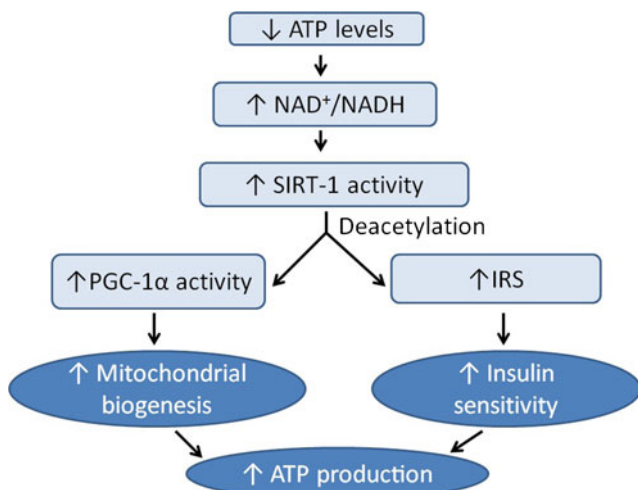 ↓ ATP levels
↑ NAD⁺/NADH
↑ SIRT-1 activity
Deacetylation
↑PGC-1α activity
↑IRS
↑ Mitochondrial
biogenesis
↑ Insulin
sensitivity
↑ ATP production